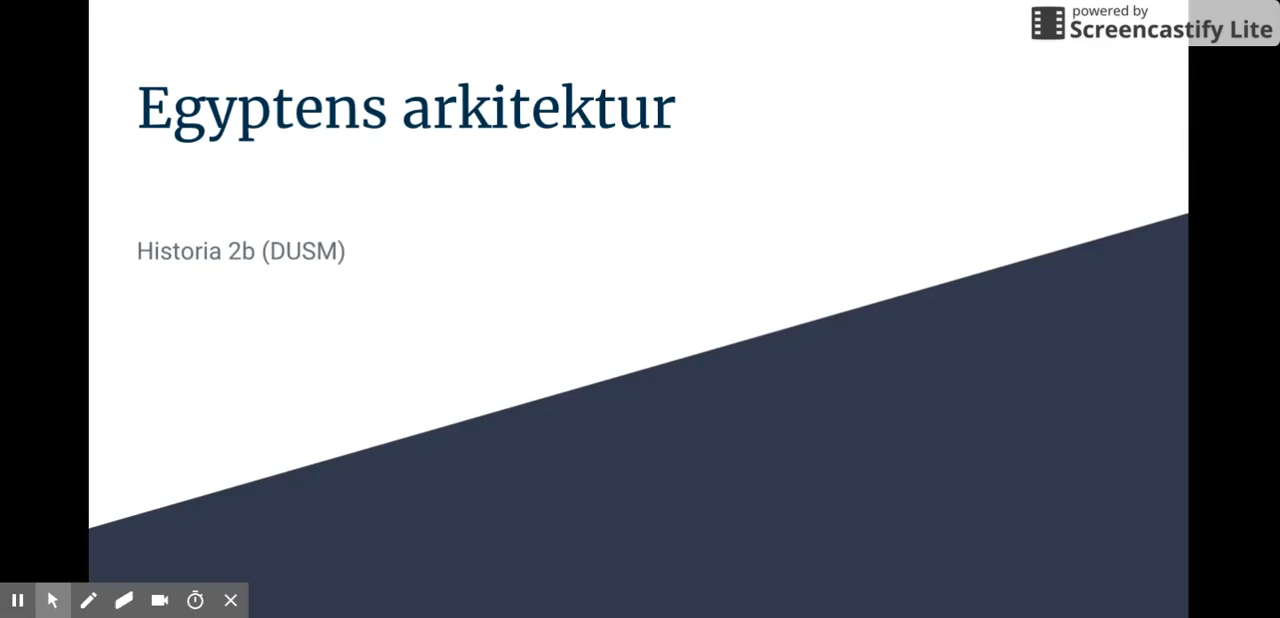 powered by
Screencastify Lite
Egyptens arkitektur
Historia 2b (DUSM)